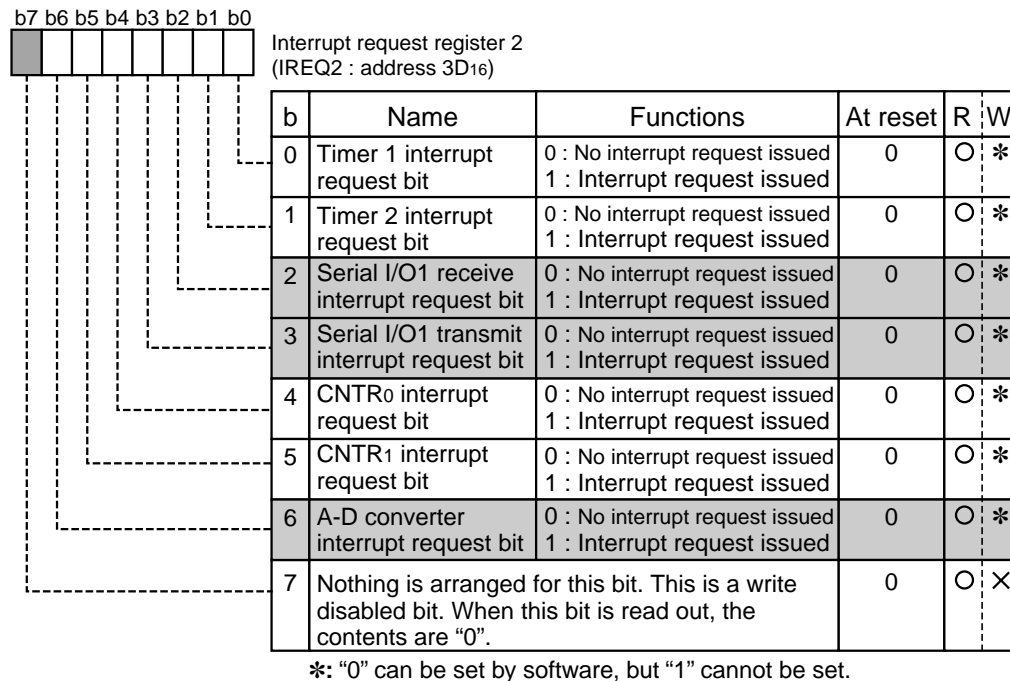 b7 b6 b5 b4 b3 b2 b1 b0
Interrupt request register 2
(IREQ2 : address 3D16)
b Name Functions At reset R W
0 Timer 1 interrupt request bit 0 : No interrupt request issued 0 ○ ✻
1 : Interrupt request issued
1 Timer 2 interrupt request bit 0 : No interrupt request issued 0 ○ ✻
1 : Interrupt request issued
2 Serial I/O1 receive interrupt request bit 0 : No interrupt request issued 0 ○ ✻
1 : Interrupt request issued
3 Serial I/O1 transmit interrupt request bit 0 : No interrupt request issued 0 ○ ✻
1 : Interrupt request issued
4 CNTR0 interrupt request bit 0 : No interrupt request issued 0 ○ ✻
1 : Interrupt request issued
5 CNTR1 interrupt request bit 0 : No interrupt request issued 0 ○ ✻
1 : Interrupt request issued
6 A-D converter interrupt request bit 0 : No interrupt request issued 0 ○ ✻
1 : Interrupt request issued
7 Nothing is arranged for this bit. This is a write 0 ○ ×
disabled bit. When this bit is read out, the
contents are “0”.
✻: “0” can be set by software, but “1” cannot be set.